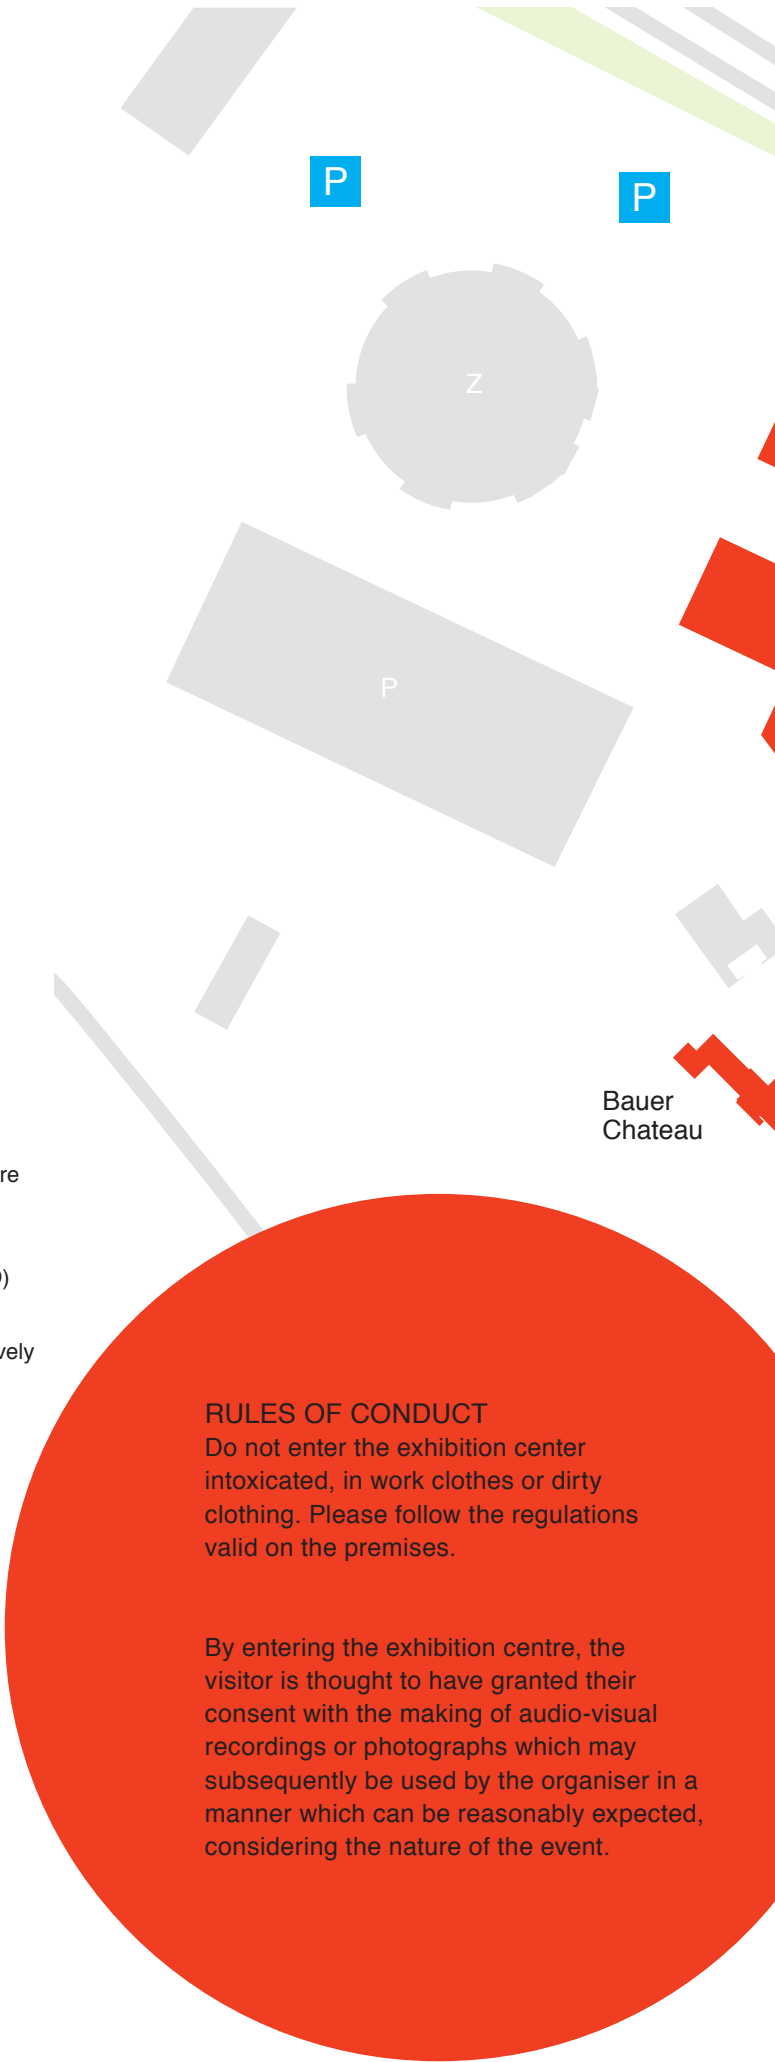 P
P
Z
P
Bauer
Chateau
re
)
vely
RULES OF CONDUCT
Do not enter the exhibition center
intoxicated, in work clothes or dirty
clothing. Please follow the regulations
valid on the premises.
By entering the exhibition centre, the
visitor is thought to have granted their
consent with the making of audio-visual
recordings or photographs which may
subsequently be used by the organiser in a
manner which can be reasonably expected,
considering the nature of the event.